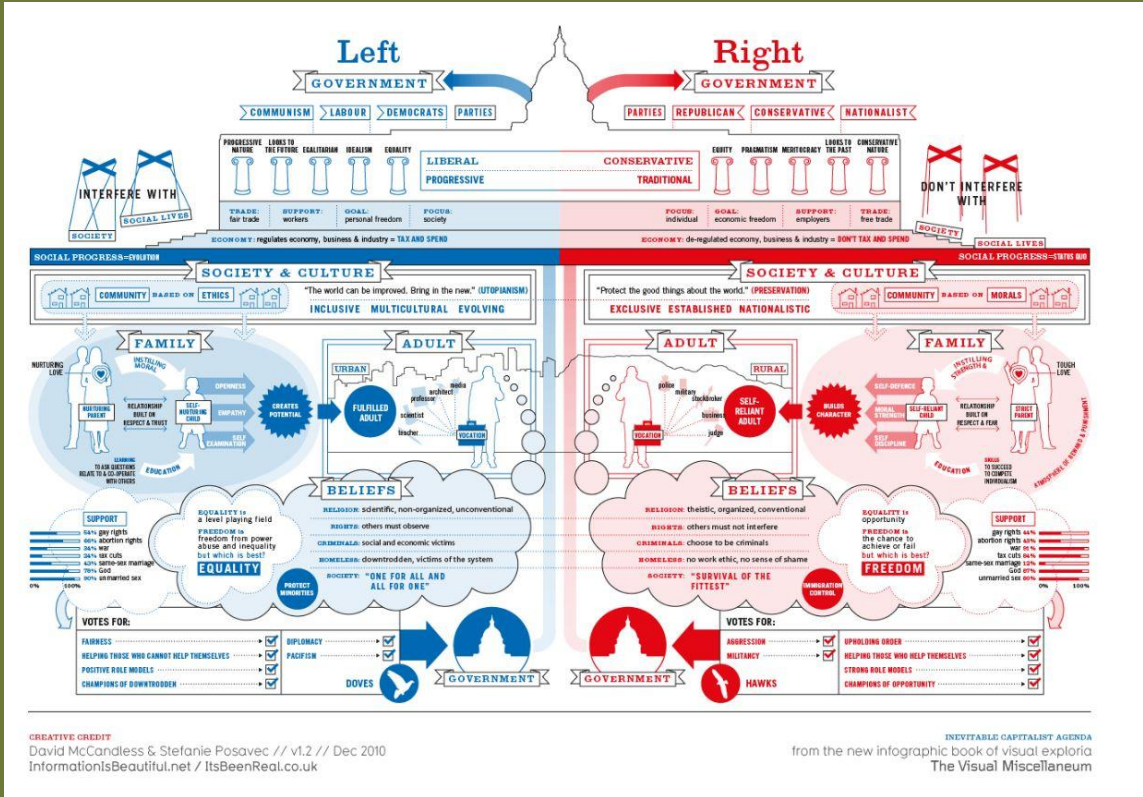 Left
Right
GOVERNMENT
GOVERNMENT
COMMUNISM
LABOUR
DEMOCRATS
PARTIES
PARTIES
REPUBLICAN
CONSERVATIVE
NATIONALIST
PROGRESSIVE
NATURE
LOOKS TO
THE FUTURE
EGALITARIAN
IDEALISM
EQUALITY
LIBERAL
CONSERVATIVE
PROGRESSIVE
TRADITIONAL
EQUITY
PRAGMATISM
MERITOCRACY
LOOKS TO
THE PAST
CONSERVATIVE
NATURE
INTERFERE WITH
SOCIAL LIVES
SOCIETY
DON'T INTERFERE
WITH
SOCIETY
SOCIAL LIVES
TRADE:
fair trade
SUPPORT:
workers
GOAL:
personal freedom
FOCUS:
society
FOCUS:
individual
GOAL:
economic freedom
SUPPORT:
employers
TRADE:
free trade
ECONOMY: regulates economy, business & industry = TAX AND SPEND
ECONOMY: de-regulated economy, business & industry = DON'T TAX AND SPEND
SOCIAL PROGRESS=EVOLUTION
SOCIAL PROGRESS=STATUS QUO
SOCIETY & CULTURE
SOCIETY & CULTURE
COMMUNITY BASED ON ETHICS
"The world can be improved. Bring in the new." (UTOPIANISM)
INCLUSIVE MULTICULTURAL EVOLVING
"Protect the good things about the world." (PRESERVATION)
EXCLUSIVE ESTABLISHED NATIONALISTIC
COMMUNITY BASED ON MORALS
FAMILY
NURTURING
LOVE
INSTILLING
MORAL
OPENNESS
NURTURING
PARENT
RELATIONSHIP
BUILT ON
RESPECT & TRUST
SELF-
NURTURING
CHILD
EMPATHY
SELF
EXAMINATION
CREATES
POTENTIAL
LEARNING
TO ASK QUESTIONS
RELATE TO & CO-OPERATE
WITH OTHERS
EDUCATION
ADULT
URBAN
FULFILLED
ADULT
media
architect
professor
scientist
teacher
VOCATION
ADULT
RURAL
police
military
stockbroker
business
judge
VOCATION
SELF-
RELIANT
ADULT
FAMILY
BUILDS
CHARACTER
INSTILLING
STRENGTH &
TOUGH
LOVE
SELF-DEFENCE
MORAL
STRENGTH
SELF
DISCIPLINE
SELF-RELIANT
CHILD
RELATIONSHIP
BUILT ON
RESPECT & FEAR
STRICT
PARENT
EDUCATION
SKILLS
TO SUCCEED
TO COMPETE
INDIVIDUALISM
ATMOSPHERE OF REWARD & PUNISHMENT
BELIEFS
RELIGION: scientific, non-organized, unconventional
RIGHTS: others must observe
CRIMINALS: social and economic victims
HOMELESS: downtrodden, victims of the system
SOCIETY: "ONE FOR ALL AND
ALL FOR ONE"
EQUALITY is
a level playing field
FREEDOM is
freedom from power
abuse and inequality
but which is best?
EQUALITY
PROTECT
MINORITIES
BELIEFS
RELIGION: theistic, organized, conventional
RIGHTS: others must not interfere
CRIMINALS: choose to be criminals
HOMELESS: no work ethic, no sense of shame
SOCIETY: "SURVIVAL OF THE
FITTEST"
EQUALITY is
opportunity
FREEDOM is
the chance to
achieve or fail
but which is best?
FREEDOM
IMMIGRATION
CONTROL
SUPPORT
gay rights
abortion rights
war
tax cuts
same-sex marriage
God
unmarried sex
0% 100%
SUPPORT
gay rights
abortion rights
war
tax cuts
same-sex marriage
God
unmarried sex
0% 100%
VOTES FOR:
FAIRNESS
HELPING THOSE WHO CANNOT HELP THEMSELVES
POSITIVE ROLE MODELS
CHAMPIONS OF DOWNTRODDEN
DIPLOMACY
PACIFISM
DOVES
GOVERNMENT
GOVERNMENT
VOTES FOR:
AGGRESSION
MILITANCY
HAWKS
UPHOLDING ORDER
HELPING THOSE WHO HELP THEMSELVES
STRONG ROLE MODELS
CHAMPIONS OF OPPORTUNITY
CREATIVE CREDIT
David McCandless & Stefanie Posavec // v1.2 // Dec 2010
InformationIsBeautiful.net / ItsBeenReal.co.uk
INEVITABLE CAPITALIST AGENDA
from the new infographic book of visual exploria
The Visual Miscellaneum